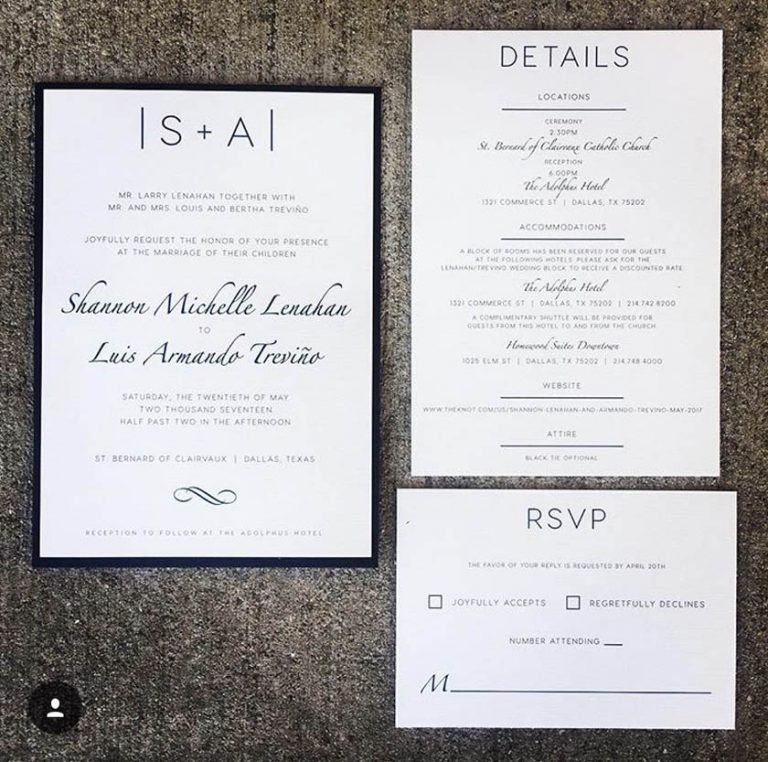 |S + A|
MR. LARRY LENAHAN TOGETHER WITH
MR. AND MRS. LOUIS AND BERTHA TREVIÑO
JOYFULLY REQUEST THE HONOR OF YOUR PRESENCE
AT THE MARRIAGE OF THEIR CHILDREN
Shannon Michelle Lenahan
TO
Luis Armando Treviño
SATURDAY, THE TWENTIETH OF MAY
TWO THOUSAND SEVENTEEN
HALF PAST TWO IN THE AFTERNOON
ST. BERNARD OF CLAIRVAUX | DALLAS, TEXAS
RECEPTION TO FOLLOW AT THE ADOLPHUS HOTEL
DETAILS
LOCATIONS
CEREMONY
2:30PM
St. Bernard of Clairvaux Catholic Church
RECEPTION
6:00PM
The Adolphus Hotel
1321 COMMERCE ST | DALLAS, TX 75202
ACCOMMODATIONS
A BLOCK OF ROOMS HAS BEEN RESERVED FOR OUR GUESTS
AT THE FOLLOWING HOTELS. PLEASE ASK FOR THE
LENAHAN/TREVINO WEDDING BLOCK TO RECEIVE A DISCOUNTED RATE.
The Adolphus Hotel
1321 COMMERCE ST | DALLAS, TX 75202 | 214.742.8200
A COMPLIMENTARY SHUTTLE WILL BE PROVIDED FOR
GUESTS FROM THIS HOTEL TO AND FROM THE CHURCH.
Homewood Suites Downtown
1025 ELM ST | DALLAS, TX 75202 | 214.748.4000
WEBSITE
WWW.THEKNOT.COM/US/SHANNON-LENAHAN-AND-ARMANDO-TREVINO-MAY-2017
ATTIRE
BLACK TIE OPTIONAL
RSVP
THE FAVOR OF YOUR REPLY IS REQUESTED BY APRIL 20TH
JOYFULLY ACCEPTS REGRETFULLY DECLINES
NUMBER ATTENDING
M